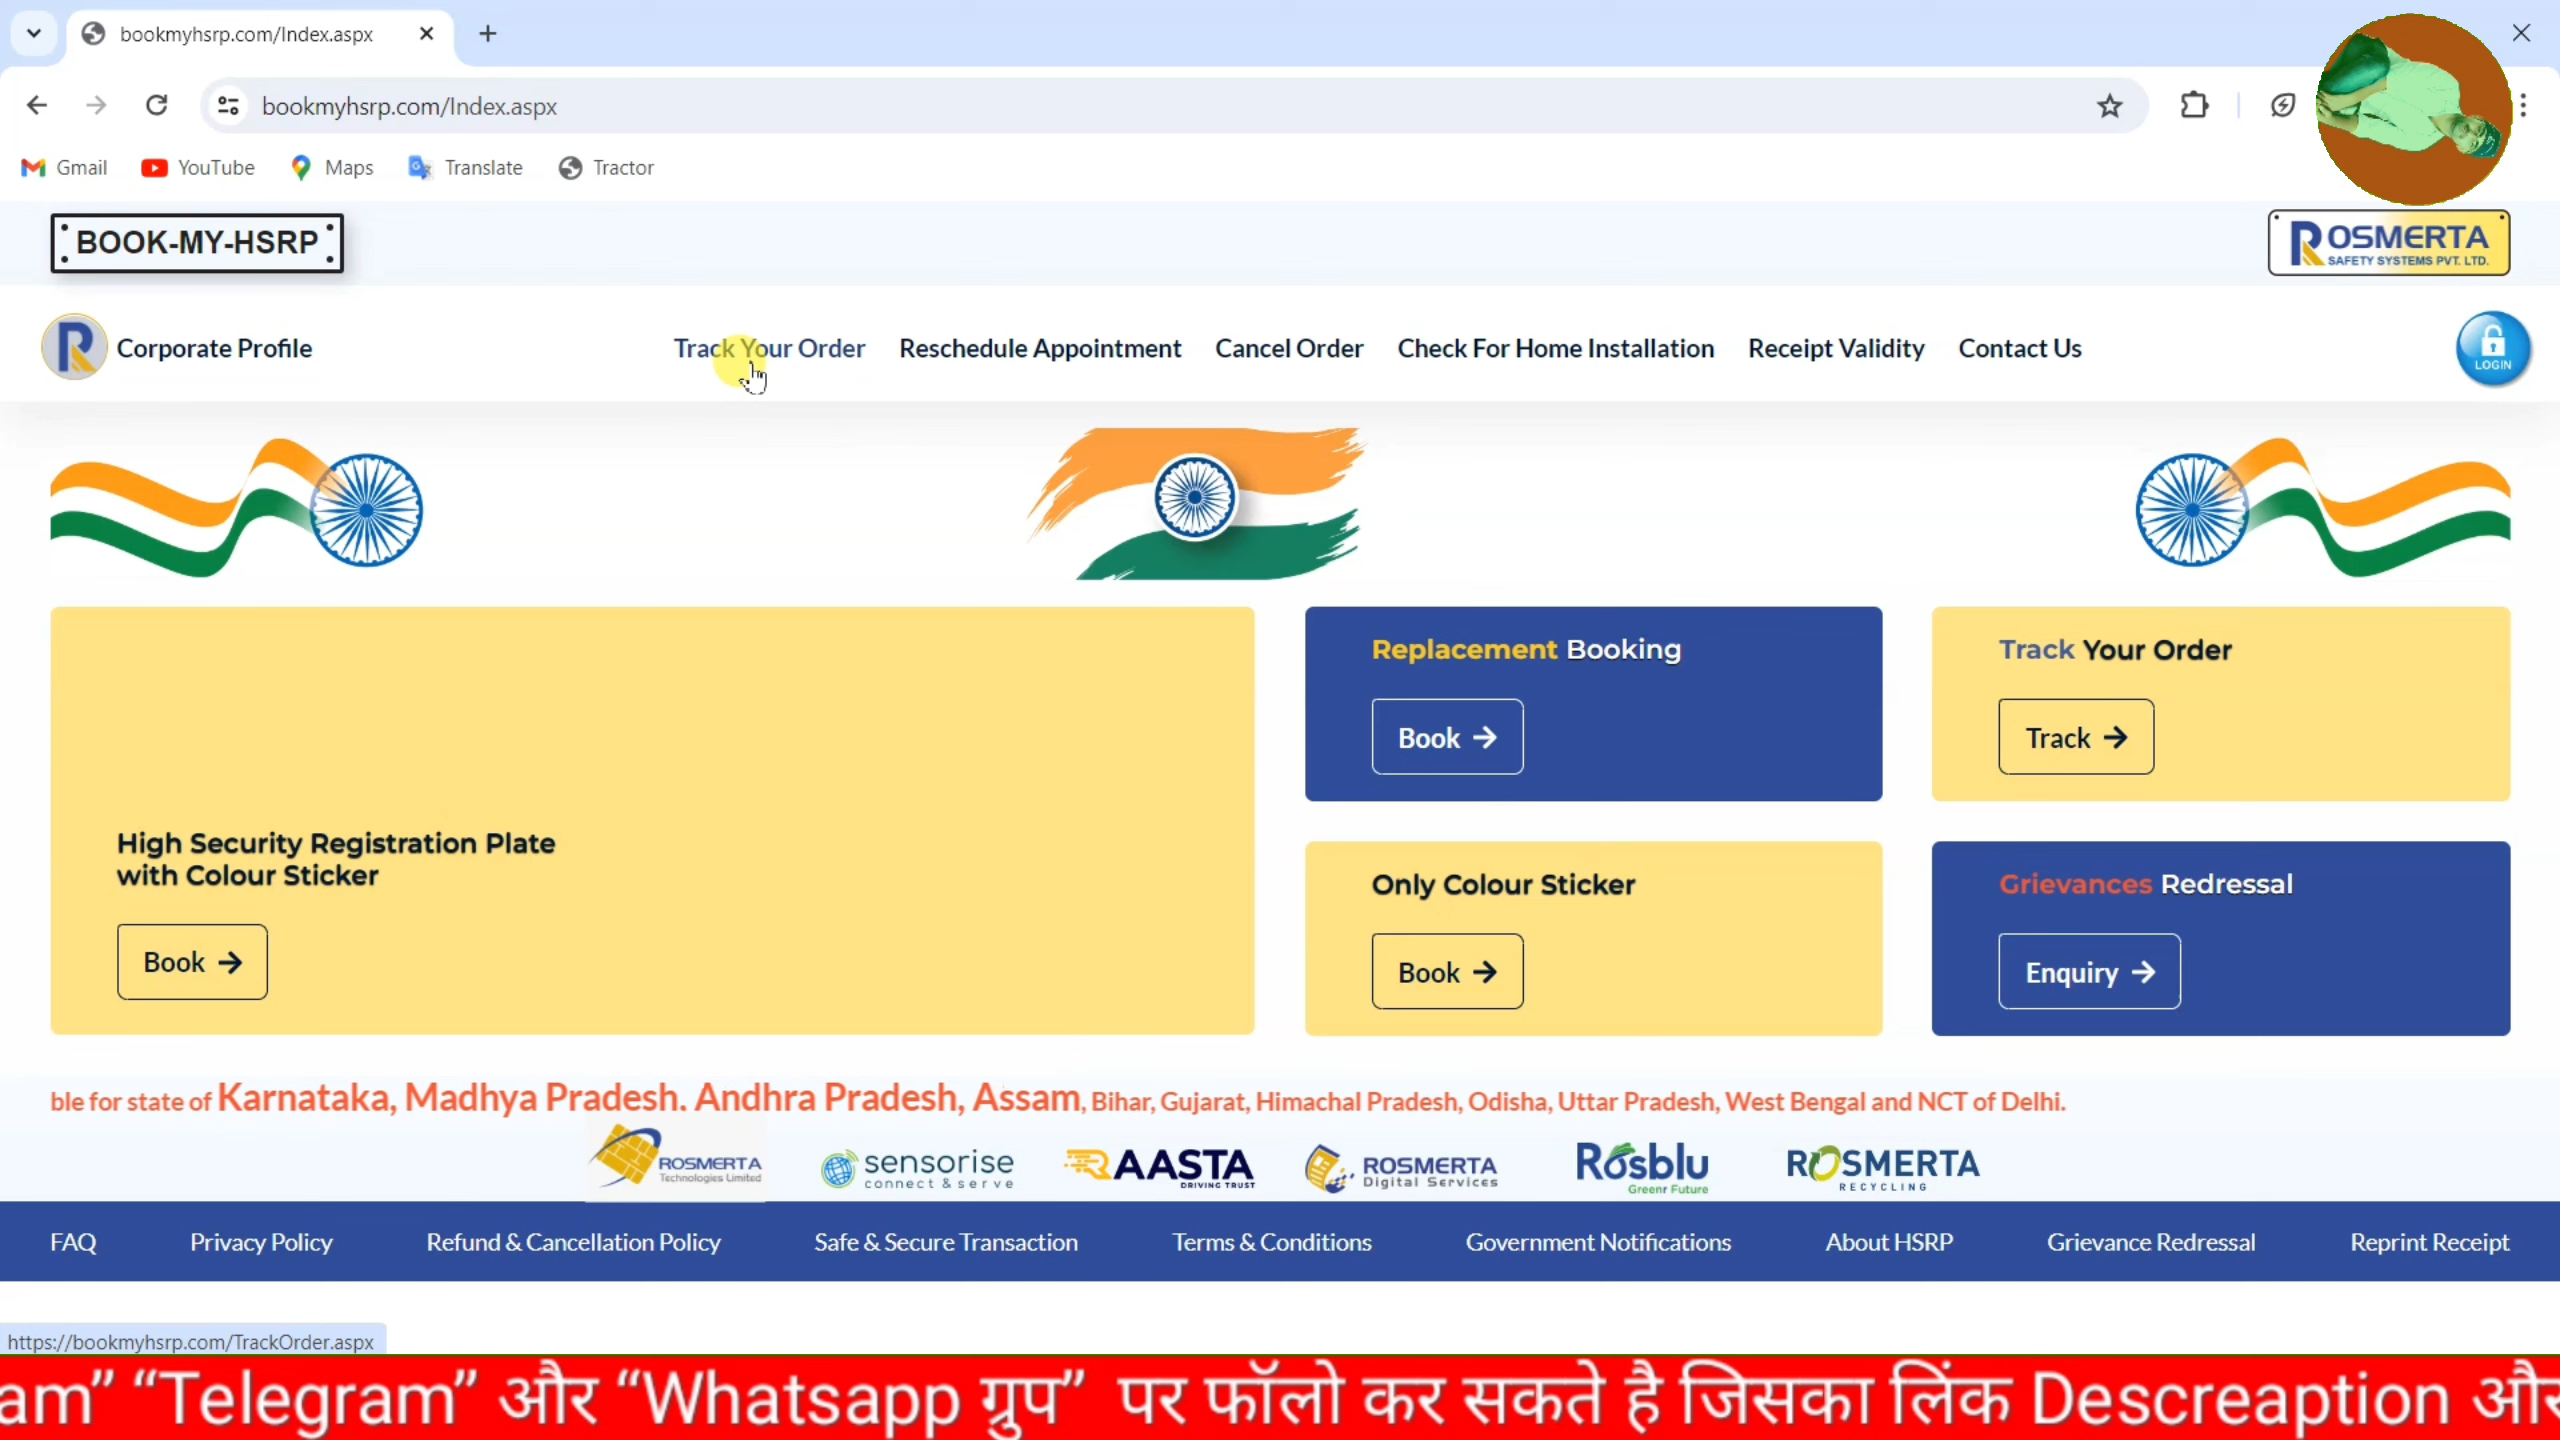 bookmyhsrp.com/Index.aspx
bookmyhsrp.com/Index.aspx
Gmail YouTube Maps Translate Tractor
BOOK-MY-HSRP
ROSMERTA
SAFETY SYSTEMS PVT. LTD.
Corporate Profile Track Your Order Reschedule Appointment Cancel Order Check For Home Installation Receipt Validity Contact Us
LOGIN
Replacement Booking
Book
Track Your Order
Track
High Security Registration Plate
with Colour Sticker
Book
Only Colour Sticker
Book
Grievances Redressal
Enquiry
ble for state of Karnataka, Madhya Pradesh. Andhra Pradesh, Assam, Bihar, Gujarat, Himachal Pradesh, Odisha, Uttar Pradesh, West Bengal and NCT of Delhi.
ROSMERTA
Technologies Limited
sensorise
connect & serve
RAASTA
DRIVING TRUST
ROSMERTA
Digital Services
Rosblu
Greenr Future
ROSMERTA
RECYCLING
FAQ Privacy Policy Refund & Cancellation Policy Safe & Secure Transaction Terms & Conditions Government Notifications About HSRP Grievance Redressal Reprint Receipt
https://bookmyhsrp.com/TrackOrder.aspx
am” “Telegram” और “Whatsapp ग्रुप” पर फॉलो कर सकते है जिसका लिंक Descreaption और